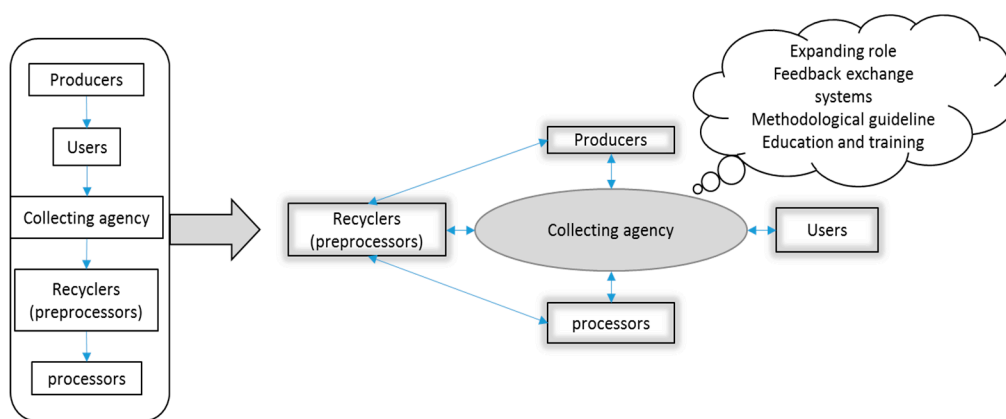 Producers
Users
Collecting agency
Recyclers
(preprocessors)
processors
Expanding role
Feedback exchange
systems
Methodological guideline
Education and training
Producers
Recyclers
(preprocessors)
Collecting agency
Users
processors